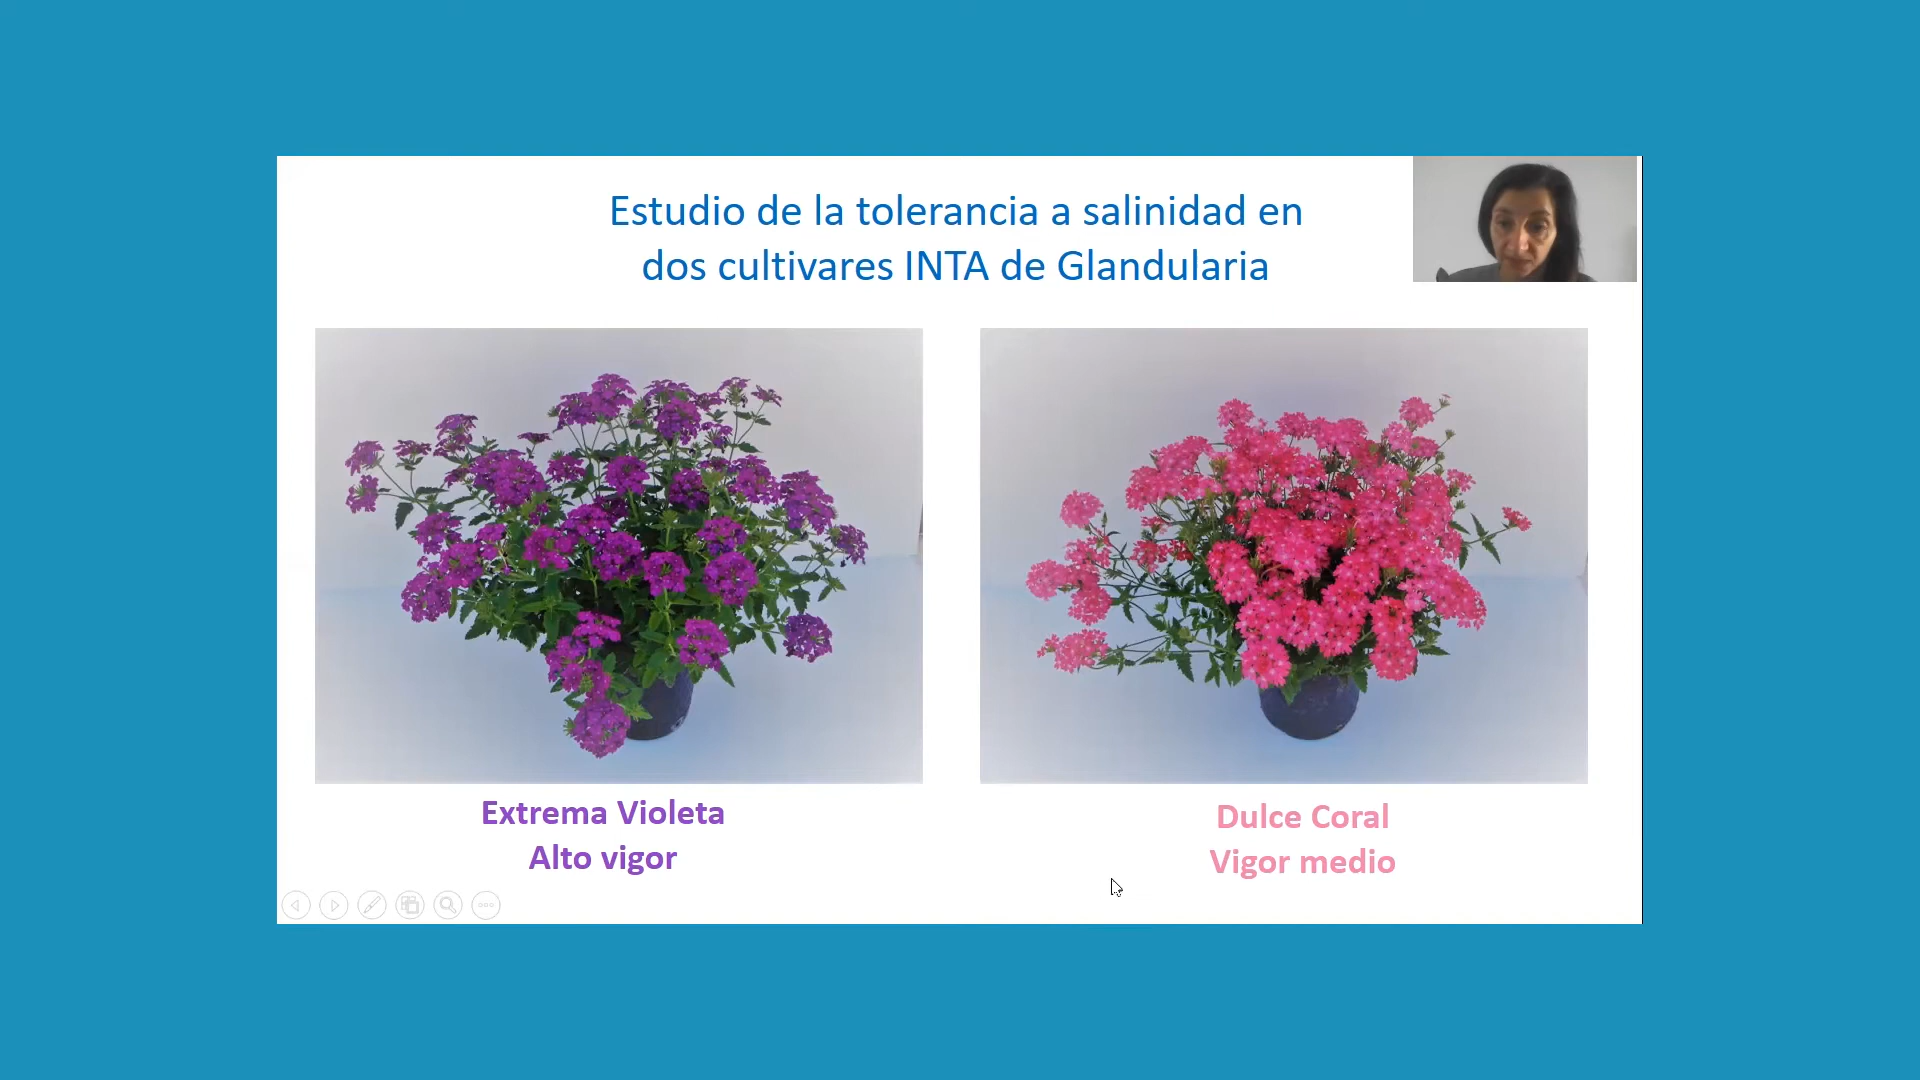 Estudio de la tolerancia a salinidad en
dos cultivares INTA de Glandularia
Extrema Violeta
Alto vigor
Dulce Coral
Vigor medio